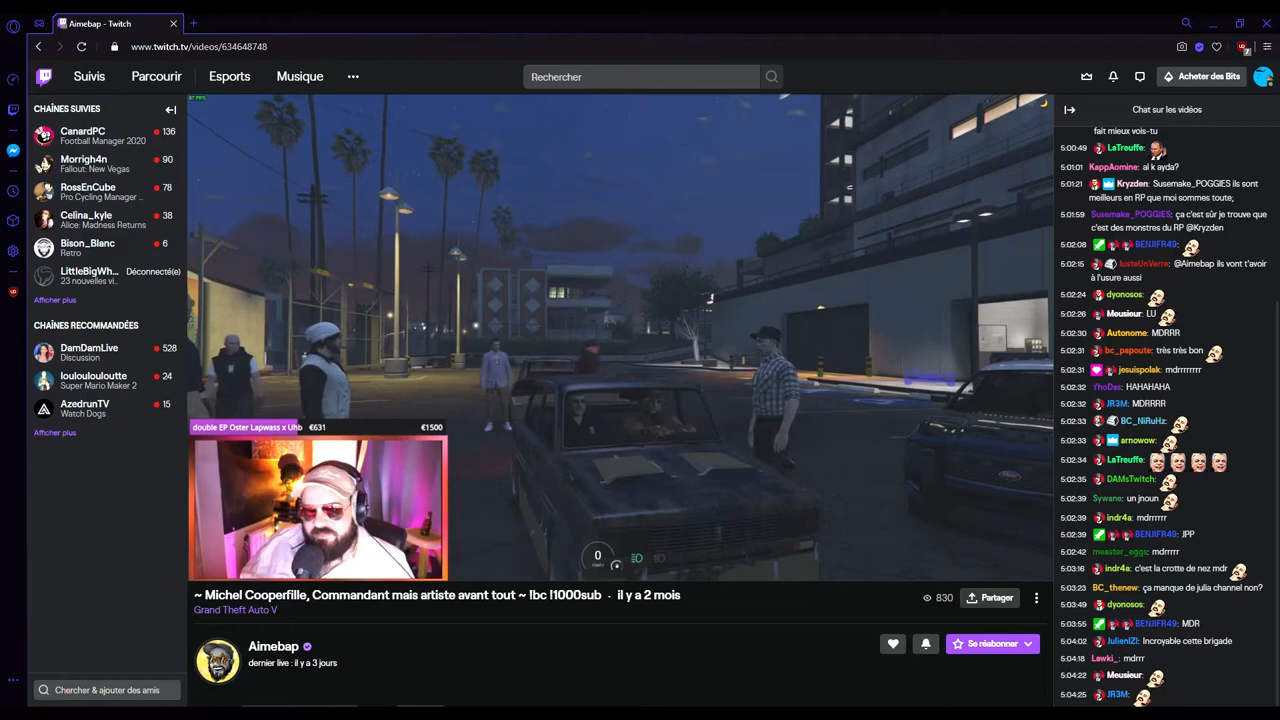 Aimebap - Twitch
www.twitch.tv/videos/634648748
7
Suivis
Parcourir
Esports
Musique
Rechercher
Acheter des Bits
CHAÎNES SUIVIES
CanardPC
136
Football Manager 2020
Morrigh4n
90
Fallout: New Vegas
RossEnCube
78
Pro Cycling Manager ...
Celina_kyle
38
Alice: Madness Returns
Bison_Blanc
6
Retro
LittleBigWh...
Déconnecté(e)
23 nouvelles vi...
Afficher plus
CHAÎNES RECOMMANDÉES
DamDamLive
528
Discussion
louloulouloutte
24
Super Mario Maker 2
AzedrunTV
15
Watch Dogs
Afficher plus
Chercher & ajouter des amis
67 FPS
double EP Oster Lapwass x Uhb
€631
€1500
0
~ Michel Cooperfille, Commandant mais artiste avant tout ~ !bc !1000sub · il y a 2 mois
Grand Theft Auto V
830
Partager
Aimebap
dernier live : il y a 3 jours
Se réabonner
Chat sur les vidéos
fait mieux vois-tu
5:00:49 LaTreuffe:
5:01:01 KappAomine: al k ayda?
5:01:21 Kryzden: Susemake_POGGIES ils sont
meilleurs en RP que moi sommes toute;
5:01:59 Susemake_POGGIES: ça c'est sûr je trouve que
c'est des monstres du RP @Kryzden
5:02:08 BENJIFR49:
5:02:15 JusteUnVerre: @Aimebap ils vont t'avoir
à l'usure aussi
5:02:24 dyonosos:
5:02:26 Meusieur: LU
5:02:30 Autonome: MDRRR
5:02:31 bc_papoute: très très bon
5:02:31 jesuispolak: mdrrrrrrr
5:02:32 YhoDas: HAHAHAHA
5:02:32 JR3M: MDRRRR
5:02:33 BC_NiRuHz:
5:02:33 arnowow:
5:02:34 LaTreuffe:
5:02:35 DAMsTwitch:
5:02:39 Sywane: un jnoun
5:02:39 indr4a: mdrrrrrr
5:02:39 BENJIFR49: JPP
5:02:42 measter_eggs: mdrrrrr
5:03:16 indr4a: c'est la crotte de nez mdr
5:03:23 BC_thenew: ça manque de julia channel non?
5:03:49 dyonosos:
5:03:55 BENJIFR49: MDR
5:04:02 JulienIZI: Incroyable cette brigade
5:04:18 Lawki_: mdrrr
5:04:22 Meusieur:
5:04:25 JR3M: